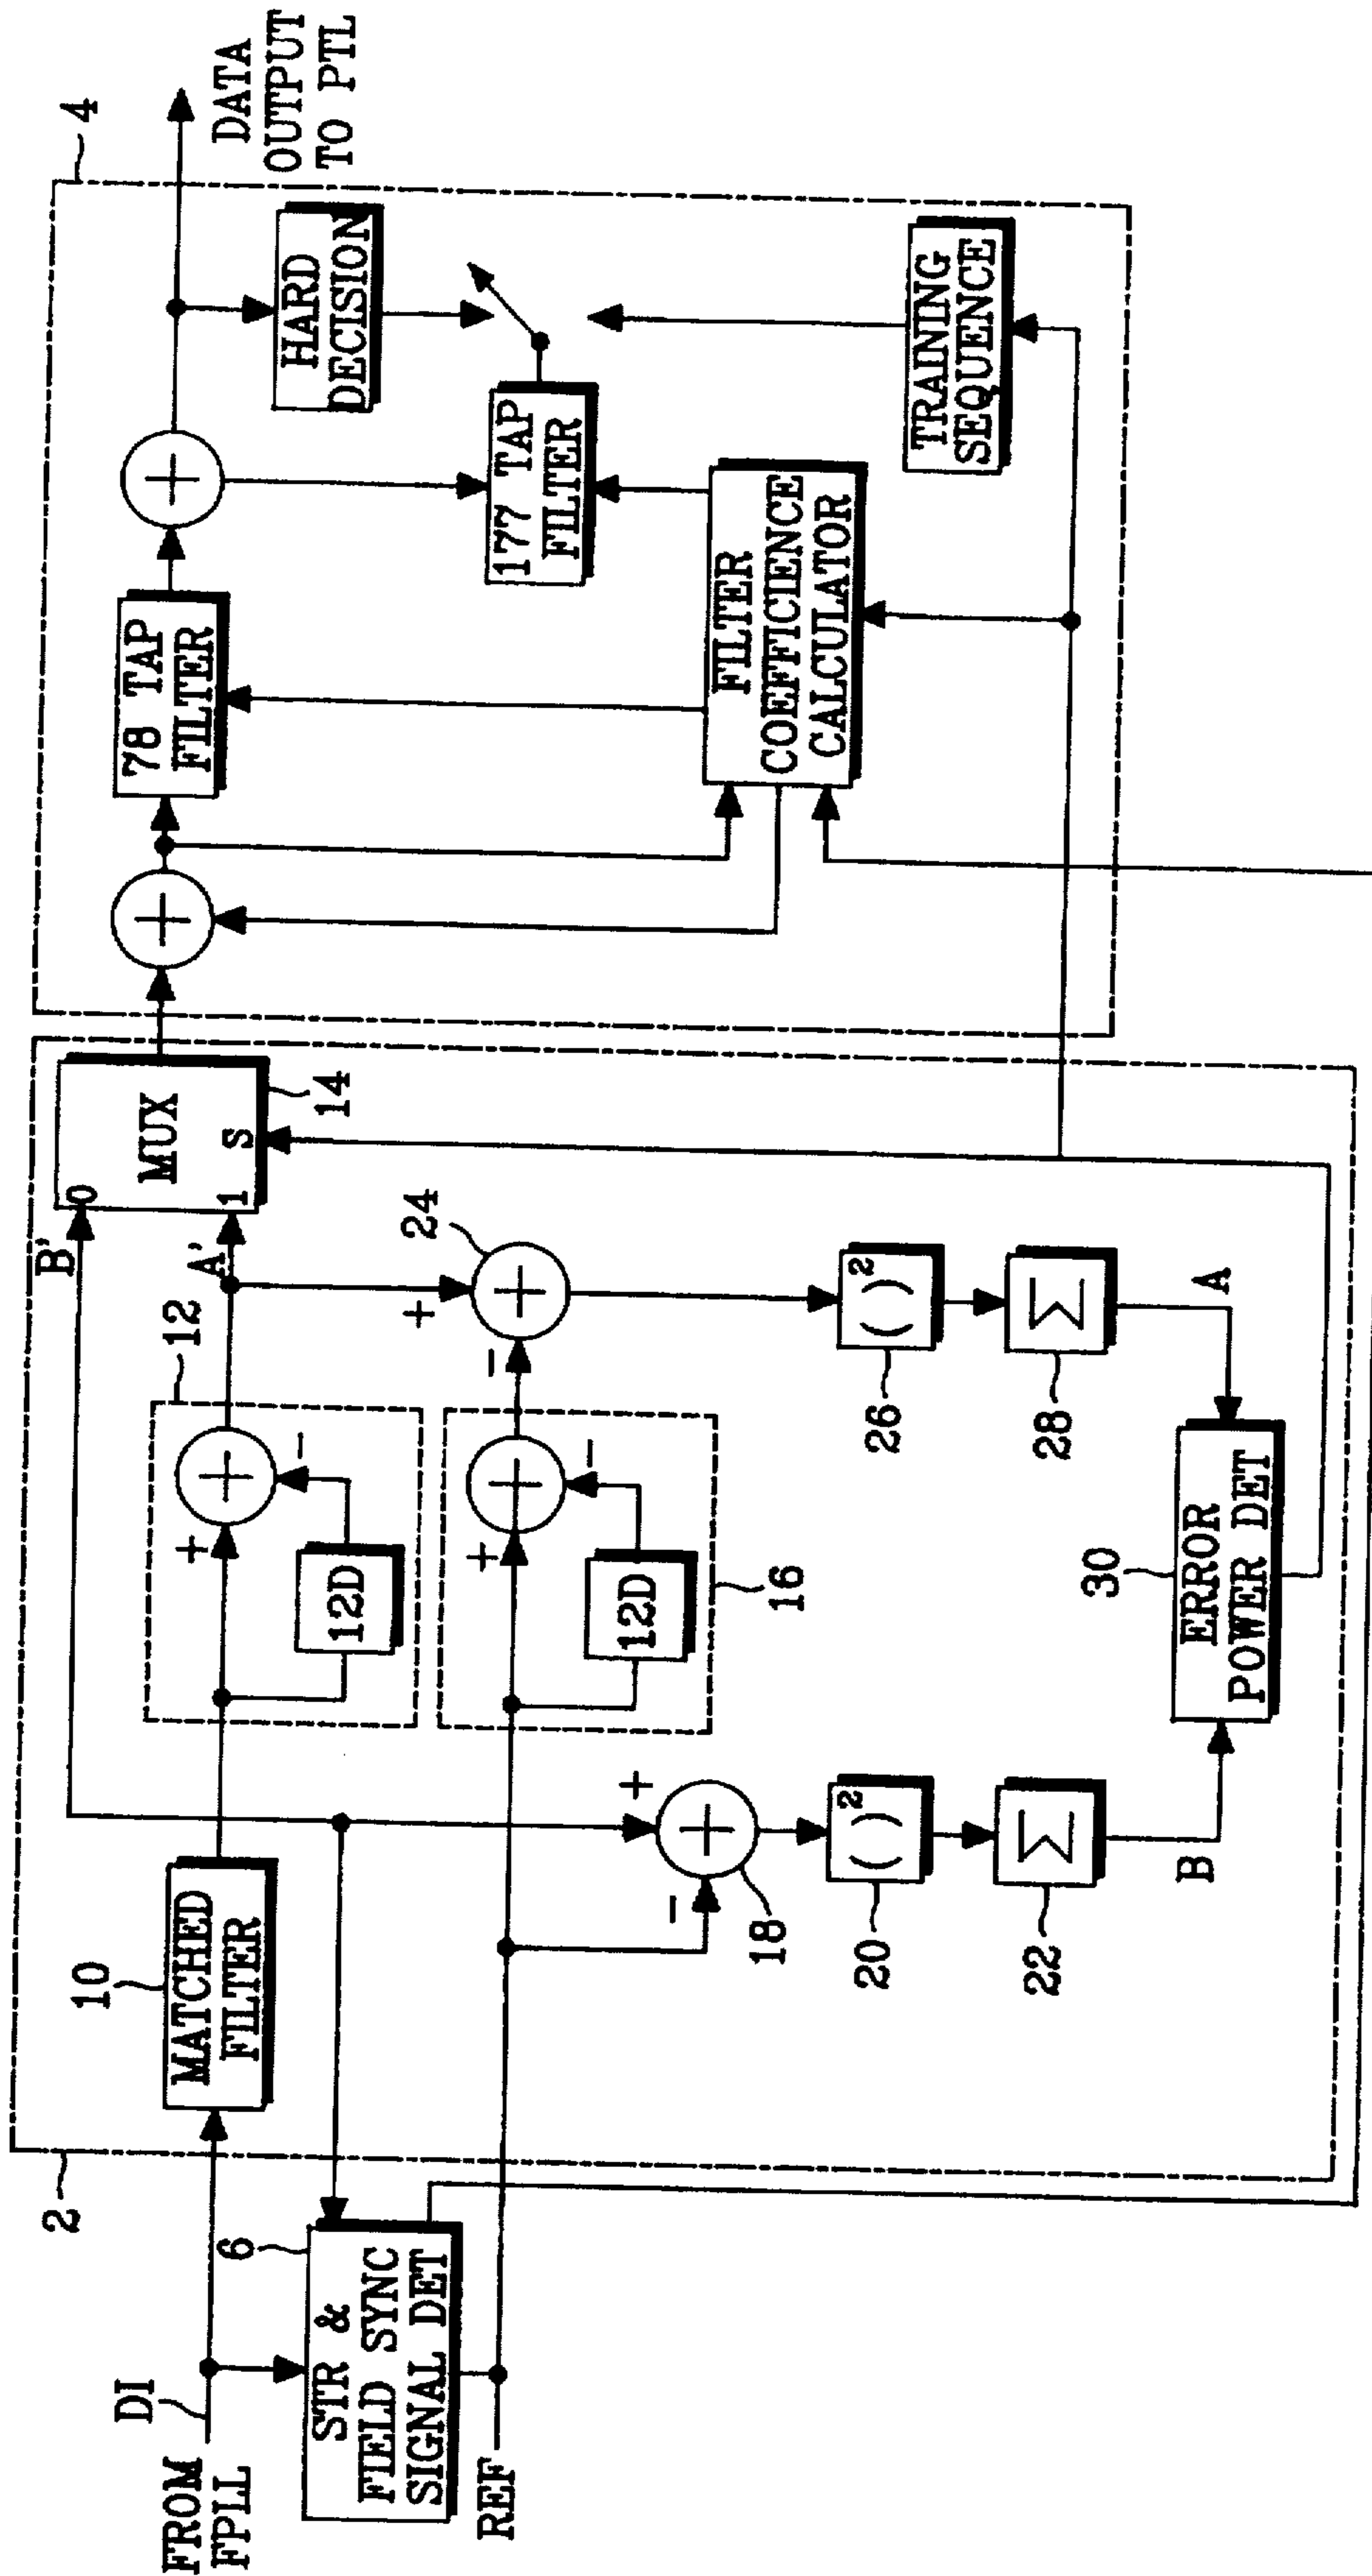 FROM
FPLL
DI
6
STR &
FIELD SYNC
SIGNAL DET
REF
2
10
MATCHED
FILTER
12
+
-
12D
+
-
12D
16
B'
0
MUX
1
S
A'
14
+
-
24
+
-
18
( )²
20
Σ
22
B
( )²
26
Σ
28
A
30
ERROR
POWER DET
4
78 TAP
FILTER
177 TAP
FILTER
HARD
DECISION
FILTER
COEFFICIENCE
CALCULATOR
TRAINING
SEQUENCE
DATA
OUTPUT
TO PTL